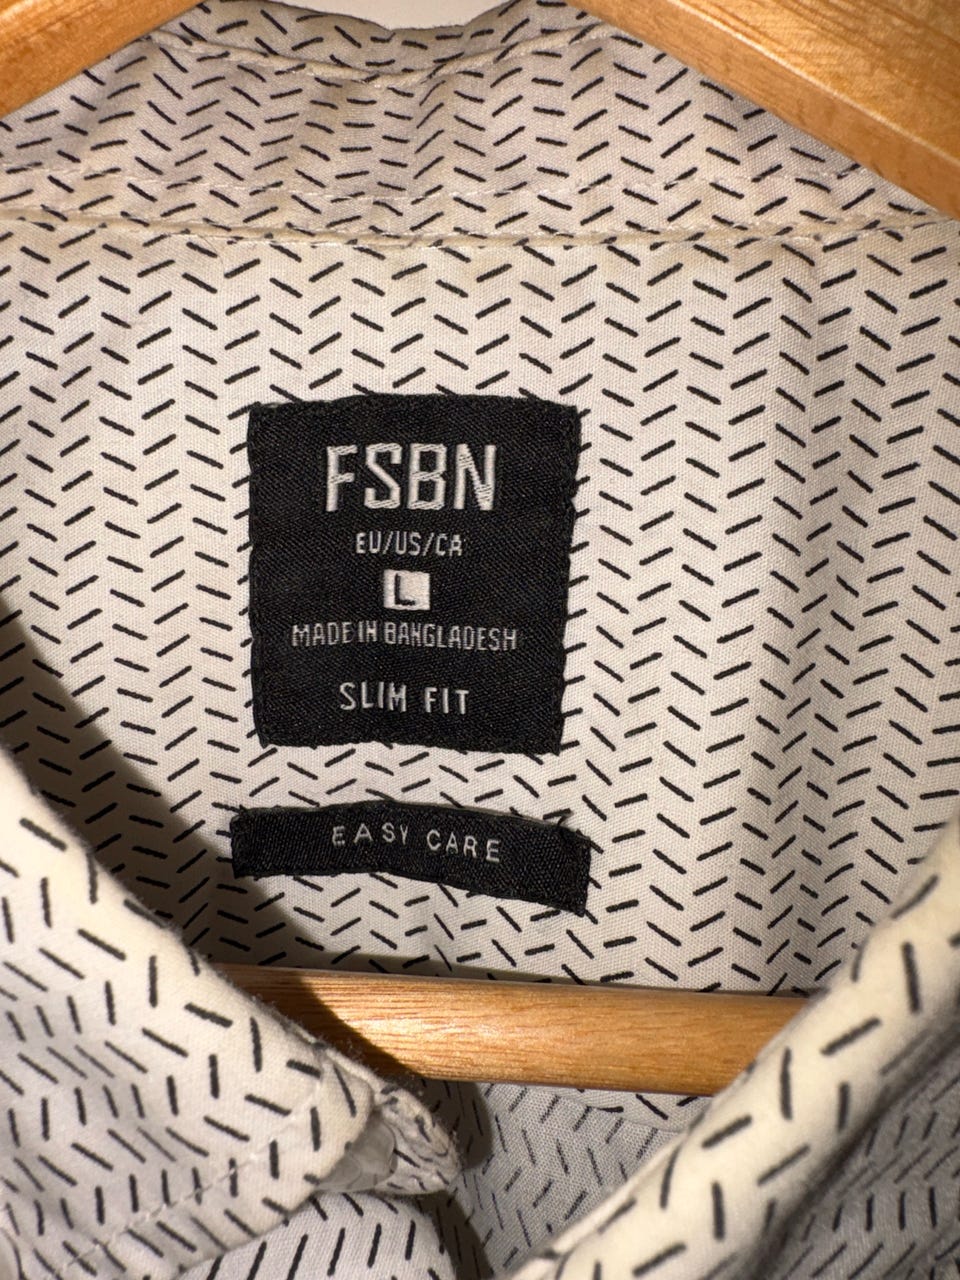 FSBN
EU/US/CA
L
MADE IN BANGLADESH
SLIM FIT
EASY CARE